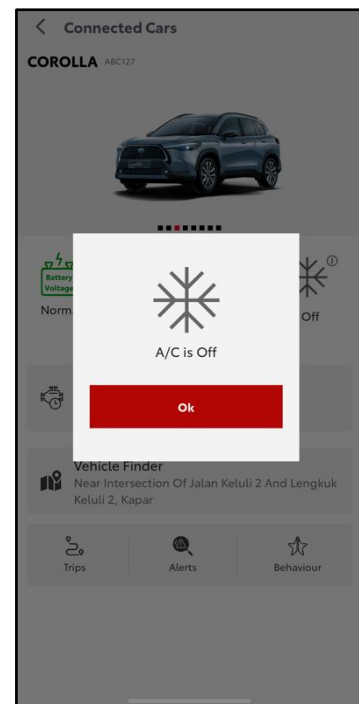 Connected Cars
COROLLA ABC127
Battery
Voltage
Off
A/C is Off
Ok
Vehicle Finder
Near Intersection Of Jalan Keluli 2 And Lengkuk
Keluli 2, Kapar
Trips Alerts Behaviour